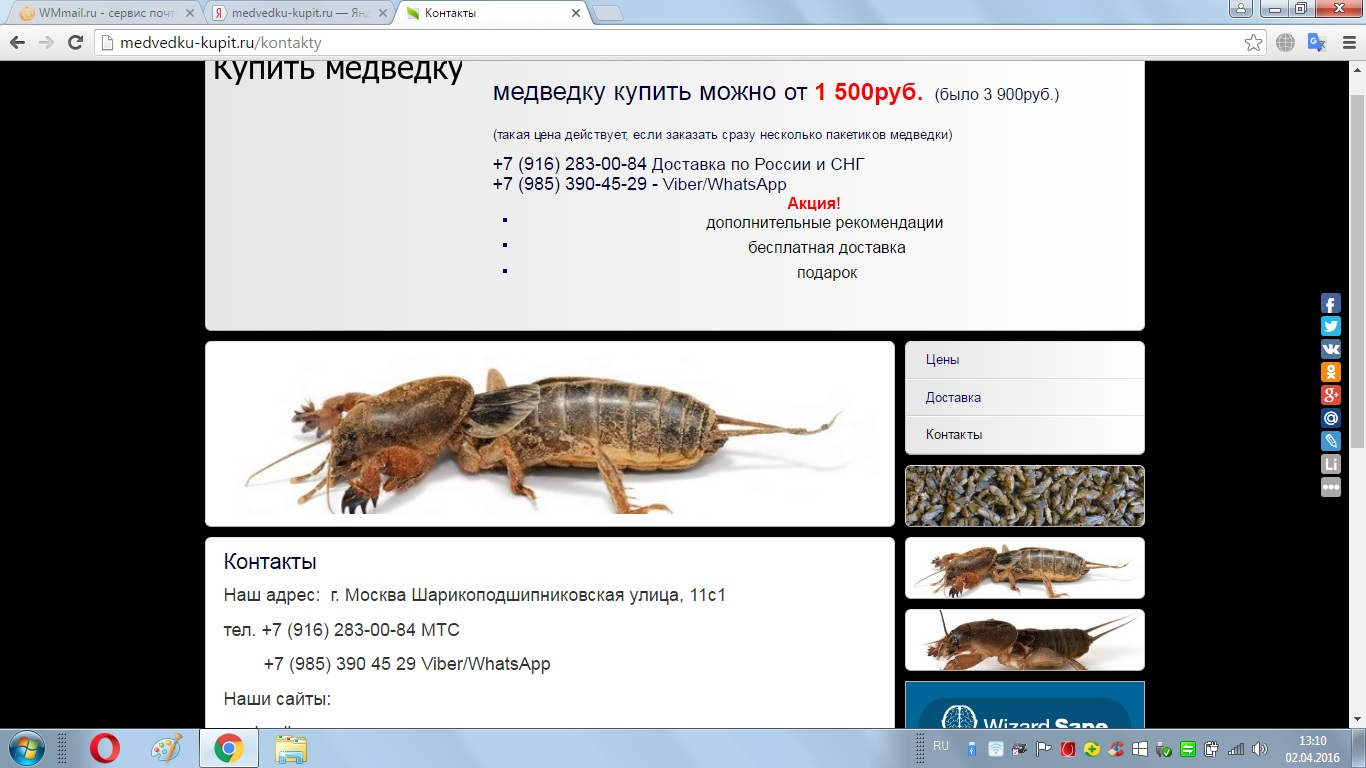 WMmail.ru - сервис почт
medvedku-kupit.ru — Янд
Контакты
medvedku-kupit.ru/kontakty
Купить медведку
медведку купить можно от 1 500руб. (было 3 900руб.)
(такая цена действует, если заказать сразу несколько пакетиков медведки)
+7 (916) 283-00-84 Доставка по России и СНГ
+7 (985) 390-45-29 - Viber/WhatsApp
Акция!
дополнительные рекомендации
бесплатная доставка
подарок
Цены
Доставка
Контакты
Контакты
Наш адрес: г. Москва Шарикоподшипниковская улица, 11с1
тел. +7 (916) 283-00-84 МТС
+7 (985) 390 45 29 Viber/WhatsApp
Наши сайты:
Wizard Sape
RU
13:10
02.04.2016